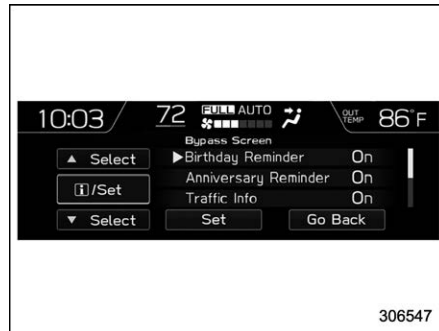 10:03 72 FULL AUTO OUT TEMP 86°F
Bypass Screen
▲ Select ▶Birthday Reminder On
Anniversary Reminder On
i/Set
Traffic Info On
▼ Select Set Go Back
306547